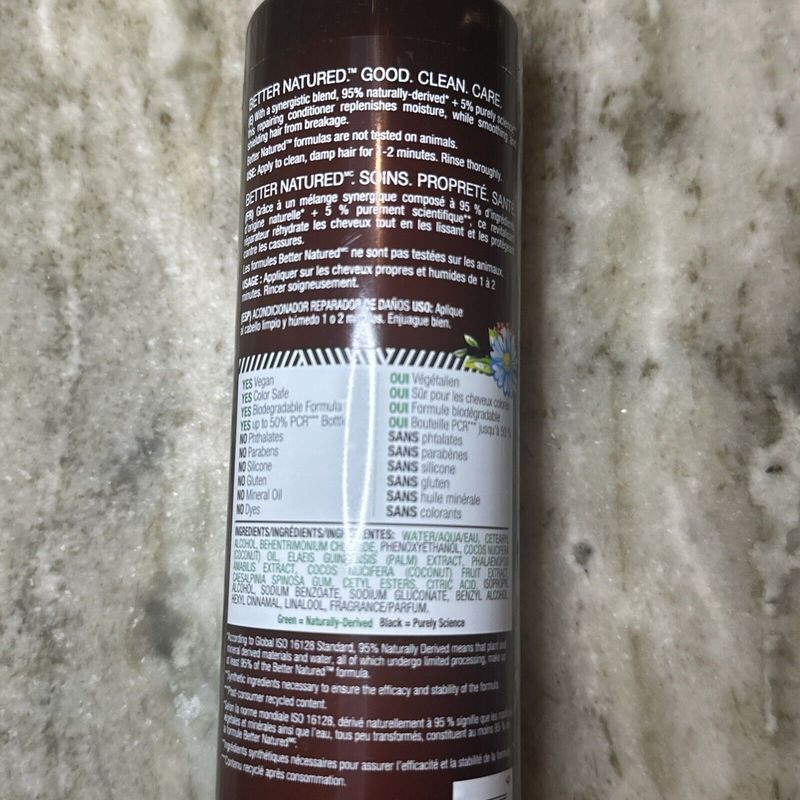 BETTER NATURED.™ GOOD. CLEAN. CARE.
With a synergistic blend, 95% naturally-derived* + 5% purely
this repairing conditioner replenishes moisture, while smoothing
shielding hair from breakage.
Better Natured™ formulas are not tested on animals.
USE: Apply to clean, damp hair for 1-2 minutes. Rinse thoroughly.
BETTER NATURED MC. SOINS. PROPRETÉ. SANTÉ
(FR) Grâce à un mélange synergique composé à 95 % d'ingrédients
d'origine naturelle* + 5 % purement scientifique**, ce revitalisant
réparateur réhydrate les cheveux tout en les lissant et les protégeant
contre les cassures.
Les formules Better Natured MC ne sont pas testées sur les animaux.
USAGE : Appliquer sur les cheveux propres et humides de 1 à 2
minutes. Rincer soigneusement.
(ESP) ACONDICIONADOR REPARADOR DE DAÑOS USO: Aplique
al cabello limpio y húmedo 1 o 2 minutos. Enjuague bien.
YES Vegan
YES Color Safe
YES Biodegradable Formula
YES up to 50% PCR*** Bottle
NO Phthalates
NO Parabens
NO Silicone
NO Gluten
NO Mineral Oil
NO Dyes
OUI Végétalien
OUI Sûr pour les cheveux colorés
OUI Formule biodégradable
OUI Bouteille PCR*** jusqu'à 50 %
SANS phtalates
SANS parabènes
SANS silicone
SANS gluten
SANS huile minérale
SANS colorants
INGREDIENTS/INGRÉDIENTS/INGREDIENTES: WATER/AQUA/EAU, CETEARYL
ALCOHOL, BEHENTRIMONIUM CHLORIDE, PHENOXYETHANOL, COCOS NUCIFERA
(COCONUT) OIL, ELAEIS GUINEENSIS (PALM) EXTRACT, PHALAENOPSIS
AMABILIS EXTRACT, COCOS NUCIFERA (COCONUT) FRUIT EXTRACT,
CAESALPINIA SPINOSA GUM, CETYL ESTERS, CITRIC ACID, ISOPROPYL
ALCOHOL, SODIUM BENZOATE, SODIUM GLUCONATE, BENZYL ALCOHOL,
HEXYL CINNAMAL, LINALOOL, FRAGRANCE/PARFUM.
Green = Naturally-Derived Black = Purely Science
*According to Global ISO 16128 Standard, 95% Naturally Derived means that plant and
mineral derived materials and water, all of which undergo limited processing, make up
at least 95% of the Better Natured™ formula.
**Synthetic ingredients necessary to ensure the efficacy and stability of the formula.
***Post-consumer recycled content.
*Selon la norme mondiale ISO 16128, dérivé naturellement à 95 % signifie que les matières
végétales et minérales ainsi que l'eau, tous peu transformés, constituent au moins 95 % de
la formule Better Natured MC.
**Ingrédients synthétiques nécessaires pour assurer l'efficacité et la stabilité de la formule
***Contenu recyclé après consommation.